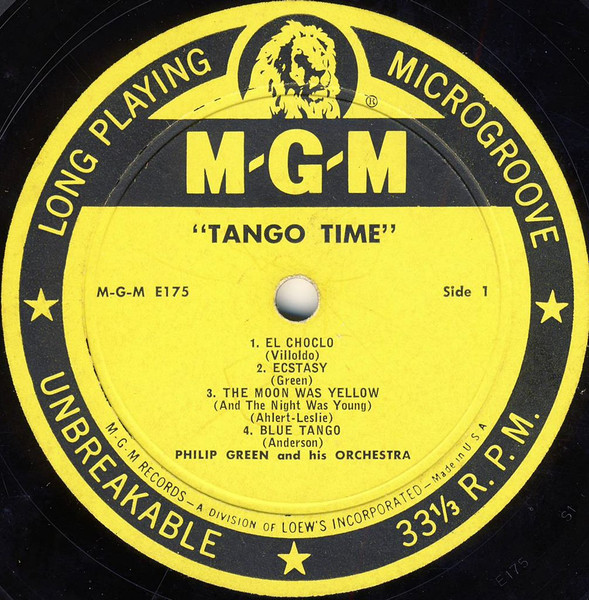 LONG PLAYING
MICROGROOVE
®
M-G-M
"TANGO TIME"
M-G-M E175
Side 1
1. EL CHOCLO
(Villoldo)
2. ECSTASY
(Green)
3. THE MOON WAS YELLOW
(And The Night Was Young)
(Ahlert-Leslie)
4. BLUE TANGO
(Anderson)
PHILIP GREEN and his ORCHESTRA
M-G-M RECORDS—A DIVISION OF LOEW'S INCORPORATED—Made in U S A
UNBREAKABLE
33⅓ R. P. M.
E175 S1